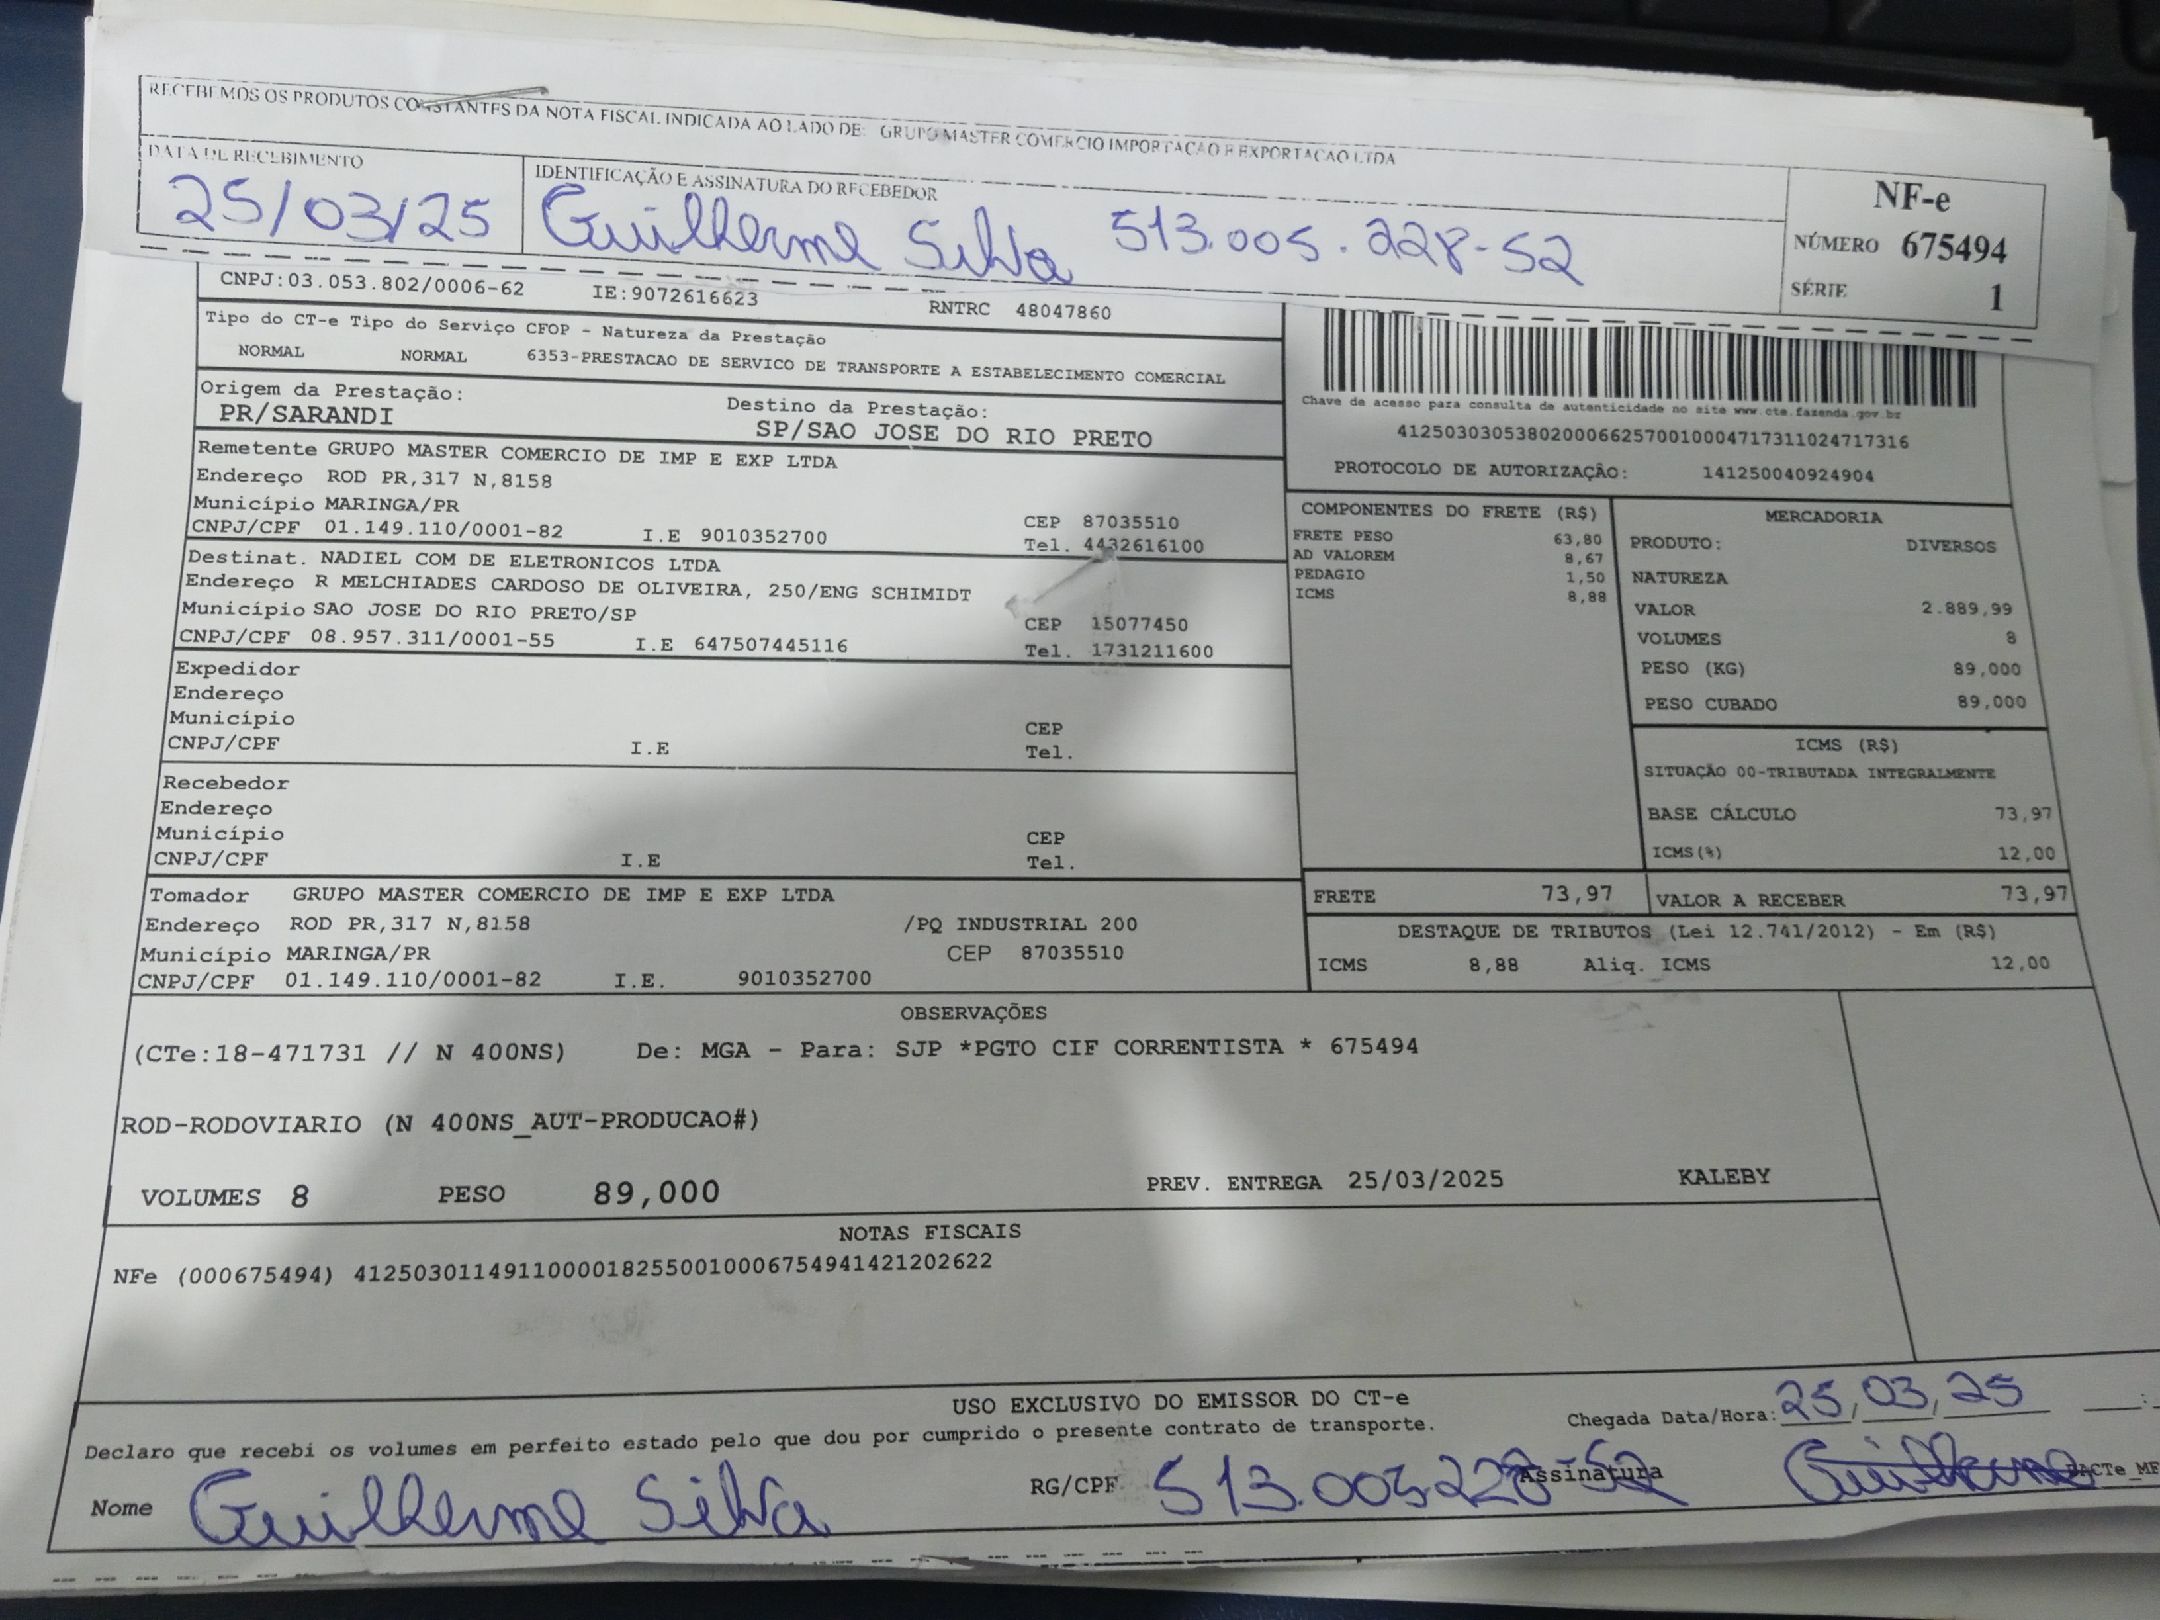 RECEBEMOS OS PRODUTOS CONSTANTES DA NOTA FISCAL INDICADA AO LADO DE: GRUPO MASTER COMERCIO IMPORTACAO E EXPORTACAO LTDA
DATA DE RECEBIMENTO
IDENTIFICAÇÃO E ASSINATURA DO RECEBEDOR
25/03/25
Guilherme Silva 513.005.228-52
NF-e
NÚMERO 675494
SÉRIE 1
CNPJ:03.053.802/0006-62 IE:9072616623 RNTRC 48047860
Tipo do CT-e Tipo do Serviço CFOP - Natureza da Prestação
NORMAL NORMAL 6353-PRESTACAO DE SERVICO DE TRANSPORTE A ESTABELECIMENTO COMERCIAL
Origem da Prestação: Destino da Prestação:
PR/SARANDI SP/SAO JOSE DO RIO PRETO
Chave de acesso para consulta de autenticidade no site www.cte.fazenda.gov.br
41250303053802000662570010004717311024717316
PROTOCOLO DE AUTORIZAÇÃO: 141250040924904
Remetente GRUPO MASTER COMERCIO DE IMP E EXP LTDA
Endereço ROD PR,317 N,8158
Município MARINGA/PR CEP 87035510
CNPJ/CPF 01.149.110/0001-82 I.E 9010352700 Tel. 4432616100
Destinat. NADIEL COM DE ELETRONICOS LTDA
Endereço R MELCHIADES CARDOSO DE OLIVEIRA, 250/ENG SCHIMIDT
Município SAO JOSE DO RIO PRETO/SP CEP 15077450
CNPJ/CPF 08.957.311/0001-55 I.E 647507445116 Tel. 1731211600
Expedidor
Endereço
Município CEP
CNPJ/CPF I.E Tel.
Recebedor
Endereço
Município CEP
CNPJ/CPF I.E Tel.
Tomador GRUPO MASTER COMERCIO DE IMP E EXP LTDA
Endereço ROD PR,317 N,8158 /PQ INDUSTRIAL 200
Município MARINGA/PR CEP 87035510
CNPJ/CPF 01.149.110/0001-82 I.E. 9010352700
COMPONENTES DO FRETE (R$)
FRETE PESO 63,80
AD VALOREM 8,67
PEDAGIO 1,50
ICMS 8,88
MERCADORIA
PRODUTO: DIVERSOS
NATUREZA
VALOR 2.889,99
VOLUMES 8
PESO (KG) 89,000
PESO CUBADO 89,000
ICMS (R$)
SITUAÇÃO 00-TRIBUTADA INTEGRALMENTE
BASE CÁLCULO 73,97
ICMS(%) 12,00
FRETE 73,97 VALOR A RECEBER 73,97
DESTAQUE DE TRIBUTOS (Lei 12.741/2012) - Em (R$)
ICMS 8,88 Aliq. ICMS 12,00
OBSERVAÇÕES
(CTe:18-471731 // N 400NS) De: MGA - Para: SJP *PGTO CIF CORRENTISTA * 675494
ROD-RODOVIARIO (N 400NS_AUT-PRODUCAO#)
VOLUMES 8 PESO 89,000 PREV. ENTREGA 25/03/2025 KALEBY
NOTAS FISCAIS
NFe (000675494) 41250301149110000182550010006754941421202622
USO EXCLUSIVO DO EMISSOR DO CT-e
Declaro que recebi os volumes em perfeito estado pelo que dou por cumprido o presente contrato de transporte. Chegada Data/Hora: 25/03/25
Nome Guilherme Silva RG/CPF 513.005.228-52 Assinatura Guilherme